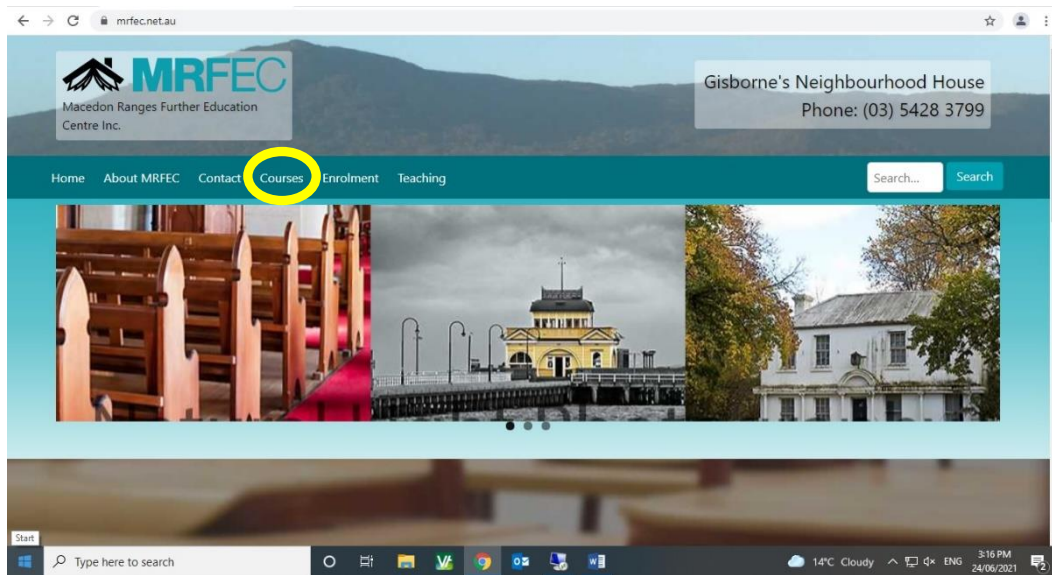 mrfec.net.au
MRFEC
Macedon Ranges Further Education
Centre Inc.
Gisborne's Neighbourhood House
Phone: (03) 5428 3799
Home About MRFEC Contact Courses Enrolment Teaching
Search... Search
Start
Type here to search
14°C Cloudy
ENG
3:16 PM
24/06/2021
2